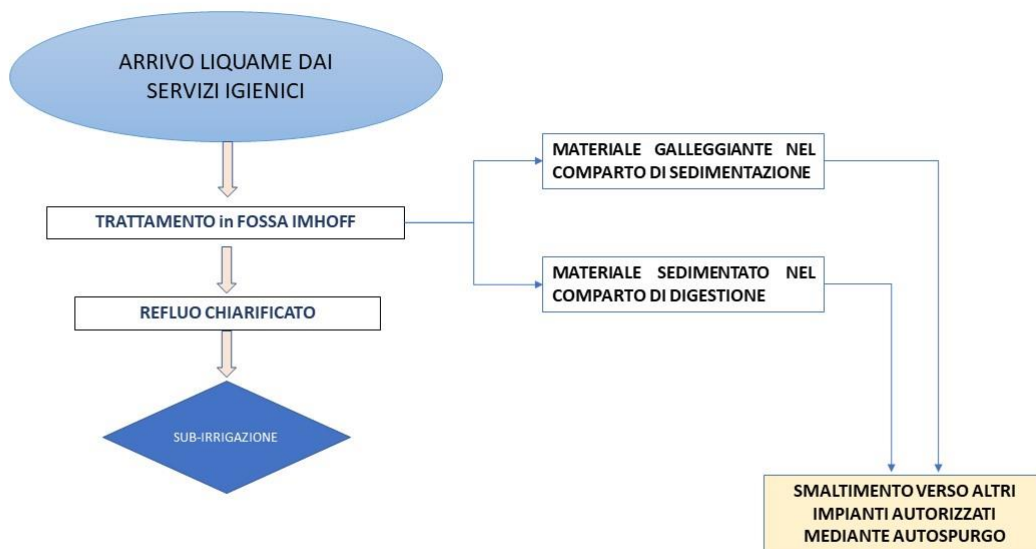 ARRIVO LIQUAME DAI
SERVIZI IGIENICI
MATERIALE GALLEGGIANTE NEL
COMPARTO DI SEDIMENTAZIONE
TRATTAMENTO in FOSSA IMHOFF
MATERIALE SEDIMENTATO NEL
COMPARTO DI DIGESTIONE
REFLUO CHIARIFICATO
SUB-IRRIGAZIONE
SMALTIMENTO VERSO ALTRI
IMPIANTI AUTORIZZATI
MEDIANTE AUTOSPURGO